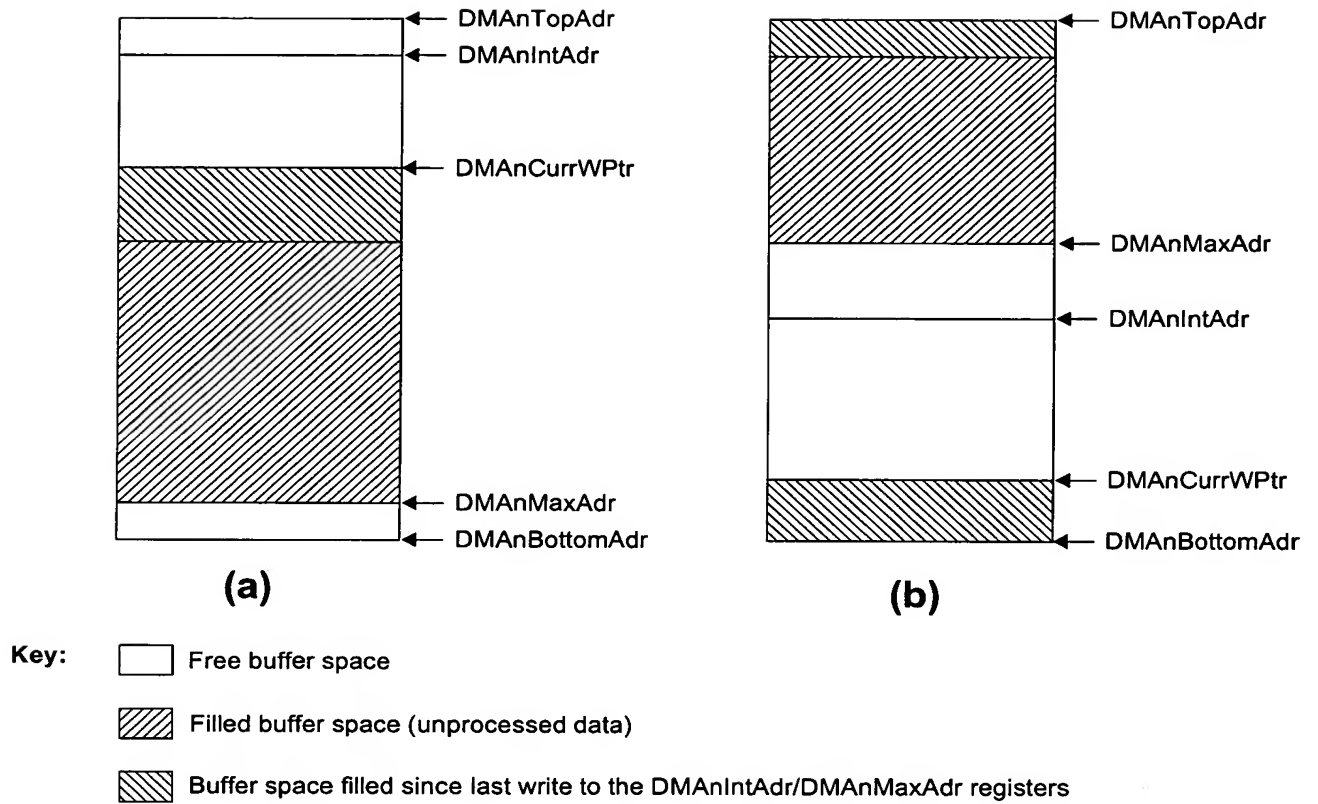 DMAnTopAdr
DMAnIntAdr
DMAnCurrWPtr
DMAnMaxAdr
DMAnBottomAdr
(a)
DMAnTopAdr
DMAnMaxAdr
DMAnIntAdr
DMAnCurrWPtr
DMAnBottomAdr
(b)
Key:
Free buffer space
Filled buffer space (unprocessed data)
Buffer space filled since last write to the DMAnIntAdr/DMAnMaxAdr registers